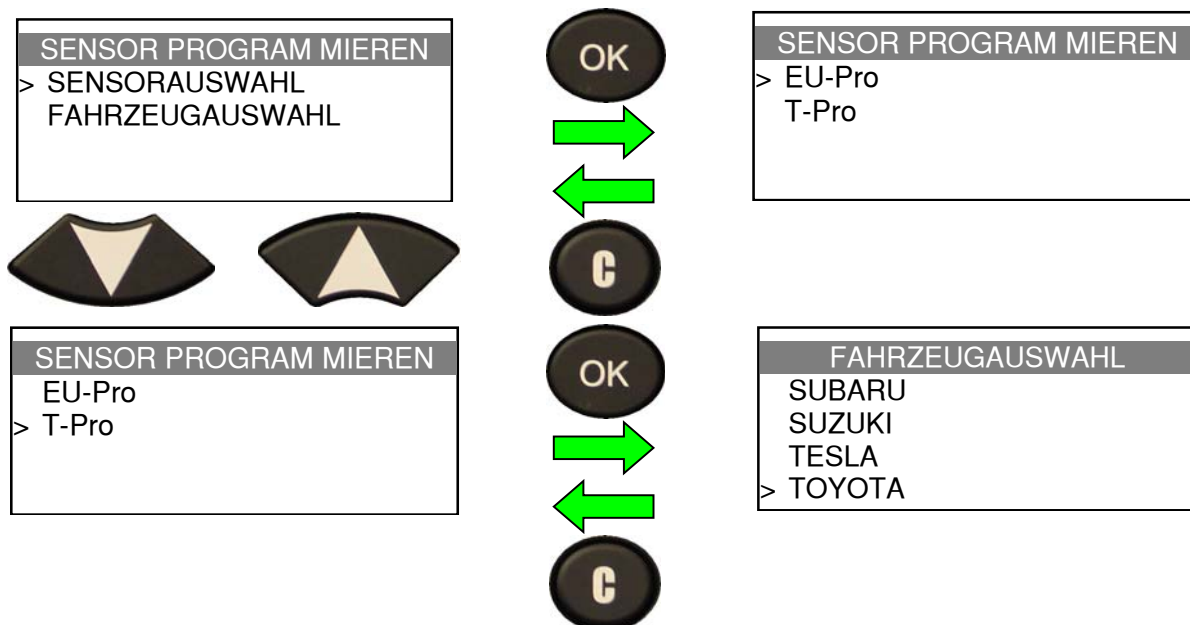 SENSOR PROGRAM MIEREN
> SENSORAUSWAHL
FAHRZEUGAUSWAHL
OK
C
SENSOR PROGRAM MIEREN
> EU-Pro
T-Pro
SENSOR PROGRAM MIEREN
EU-Pro
> T-Pro
OK
C
FAHRZEUGAUSWAHL
SUBARU
SUZUKI
TESLA
> TOYOTA